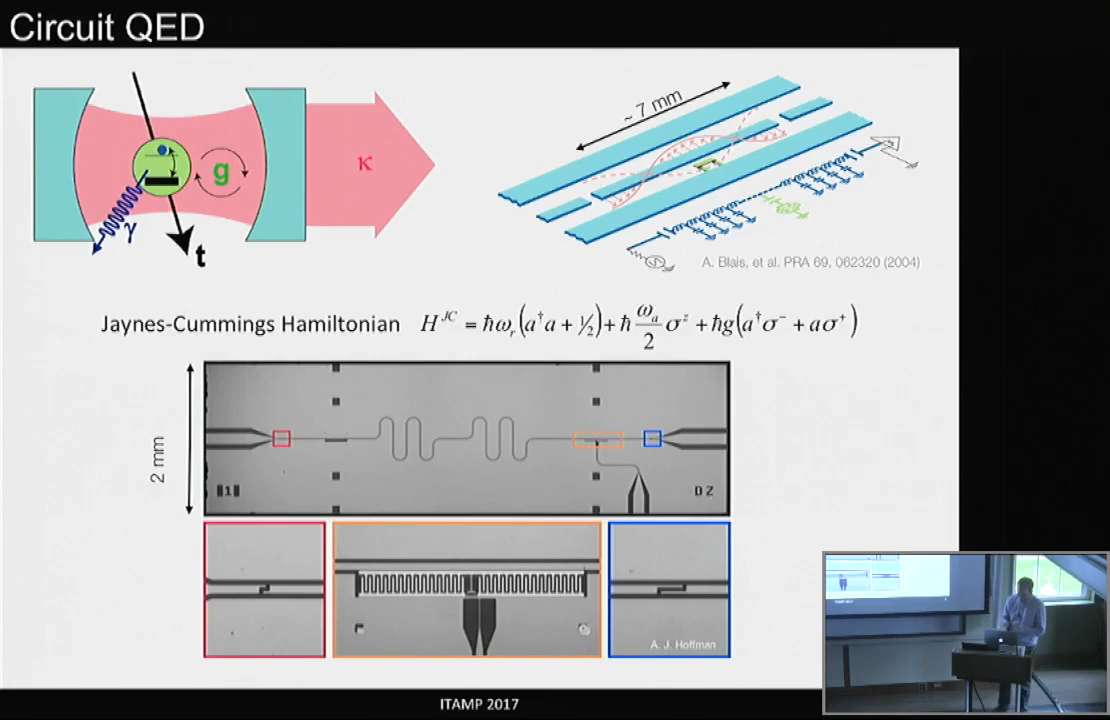 Circuit QED
~ 7 mm
g
κ
γ
t
A. Blais, et al. PRA 69, 062320 (2004)
Jaynes-Cummings Hamiltonian H^{JC} = ℏω_r(a†a + ½) + ℏ ω_a/2 σ^z + ℏg(a†σ^- + aσ^+)
2 mm
1
D Z
A. J. Hoffman
ITAMP 2017